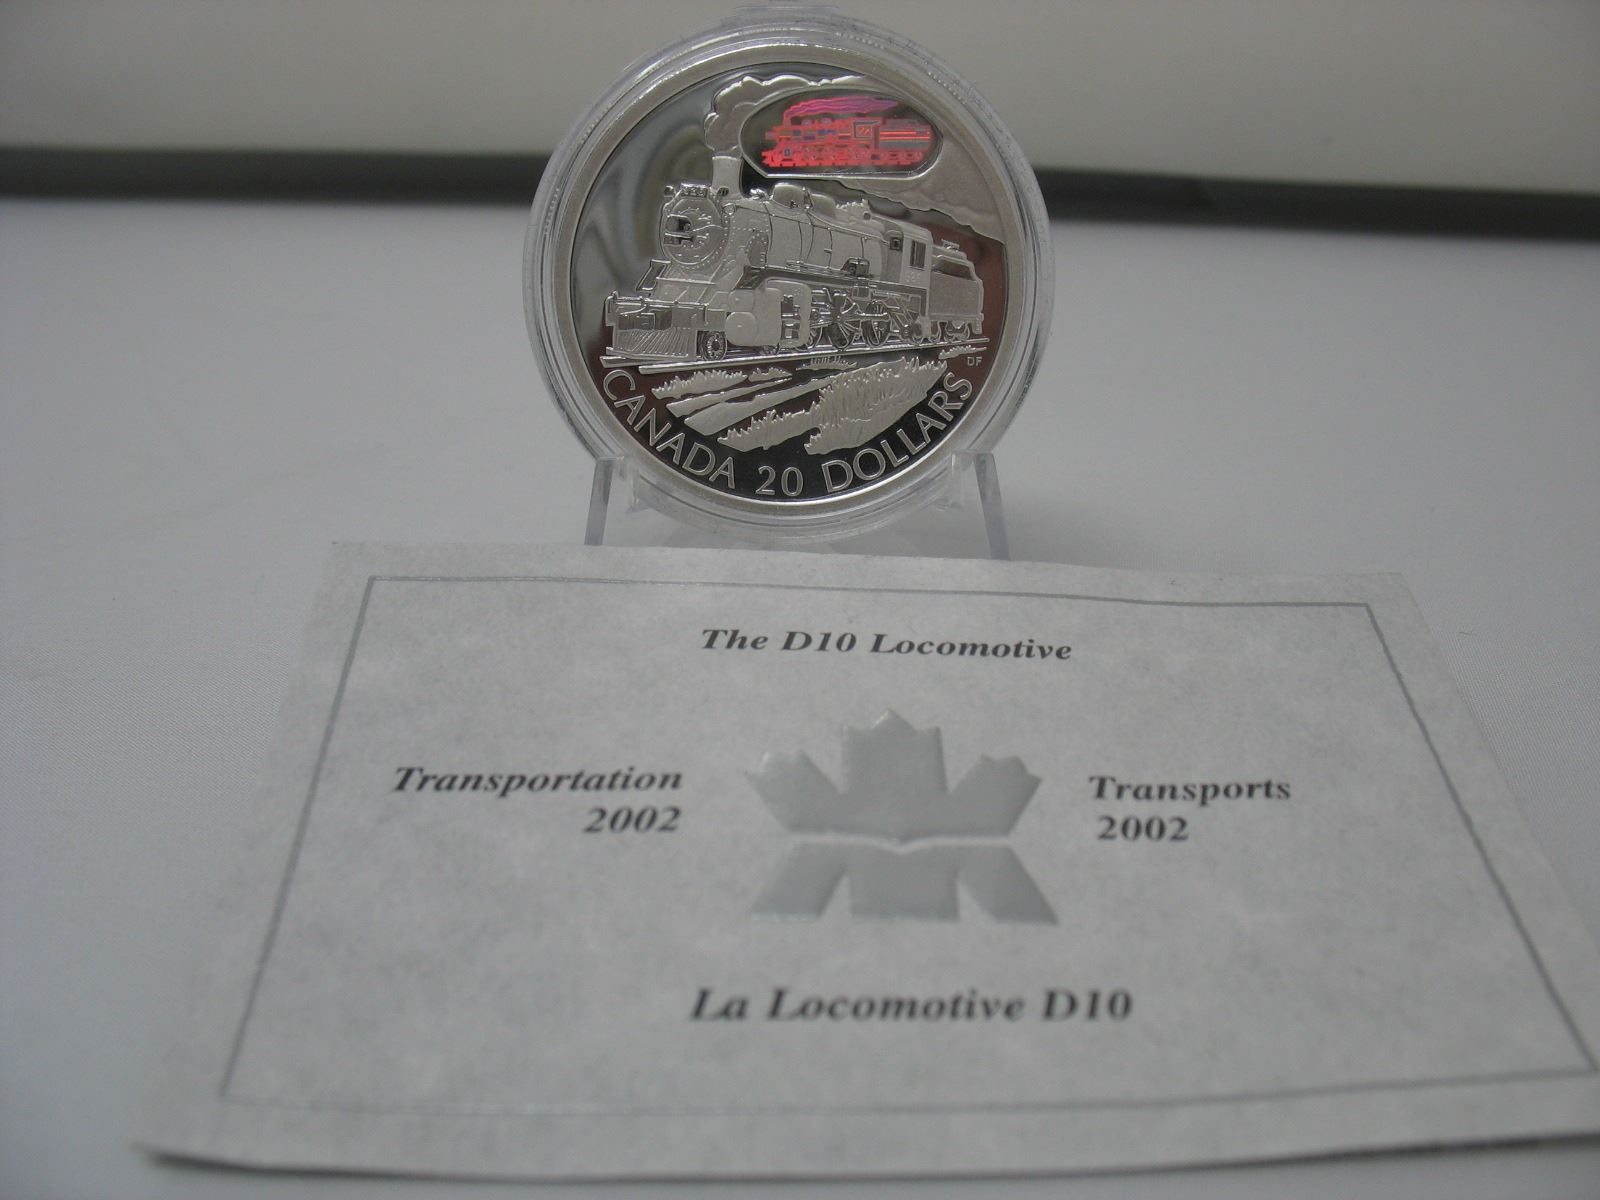 CANADA 20 DOLLARS
DF
The D10 Locomotive
Transportation
2002
Transports
2002
La Locomotive D10